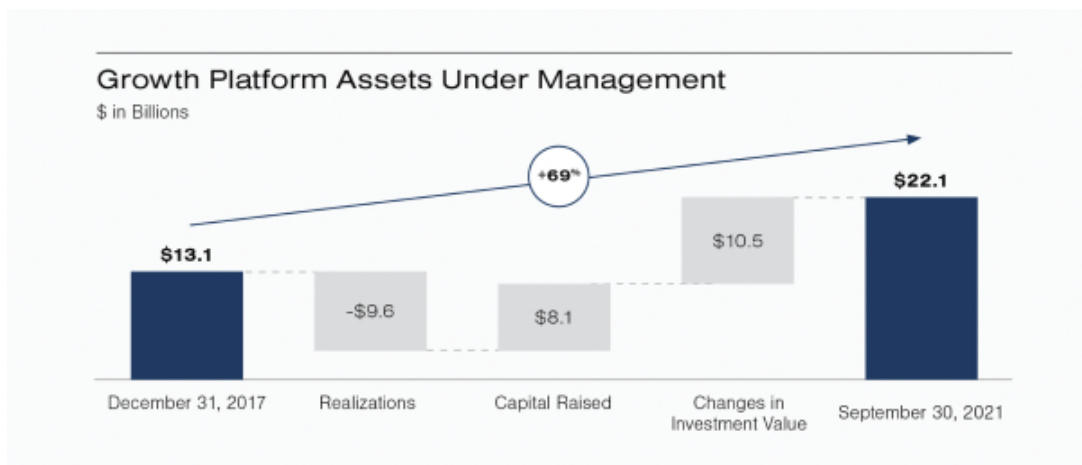 Growth Platform Assets Under Management
$ in Billions
+69%
$22.1
$13.1
$10.5
-$9.6
$8.1
December 31, 2017
Realizations
Capital Raised
Changes in
Investment Value
September 30, 2021